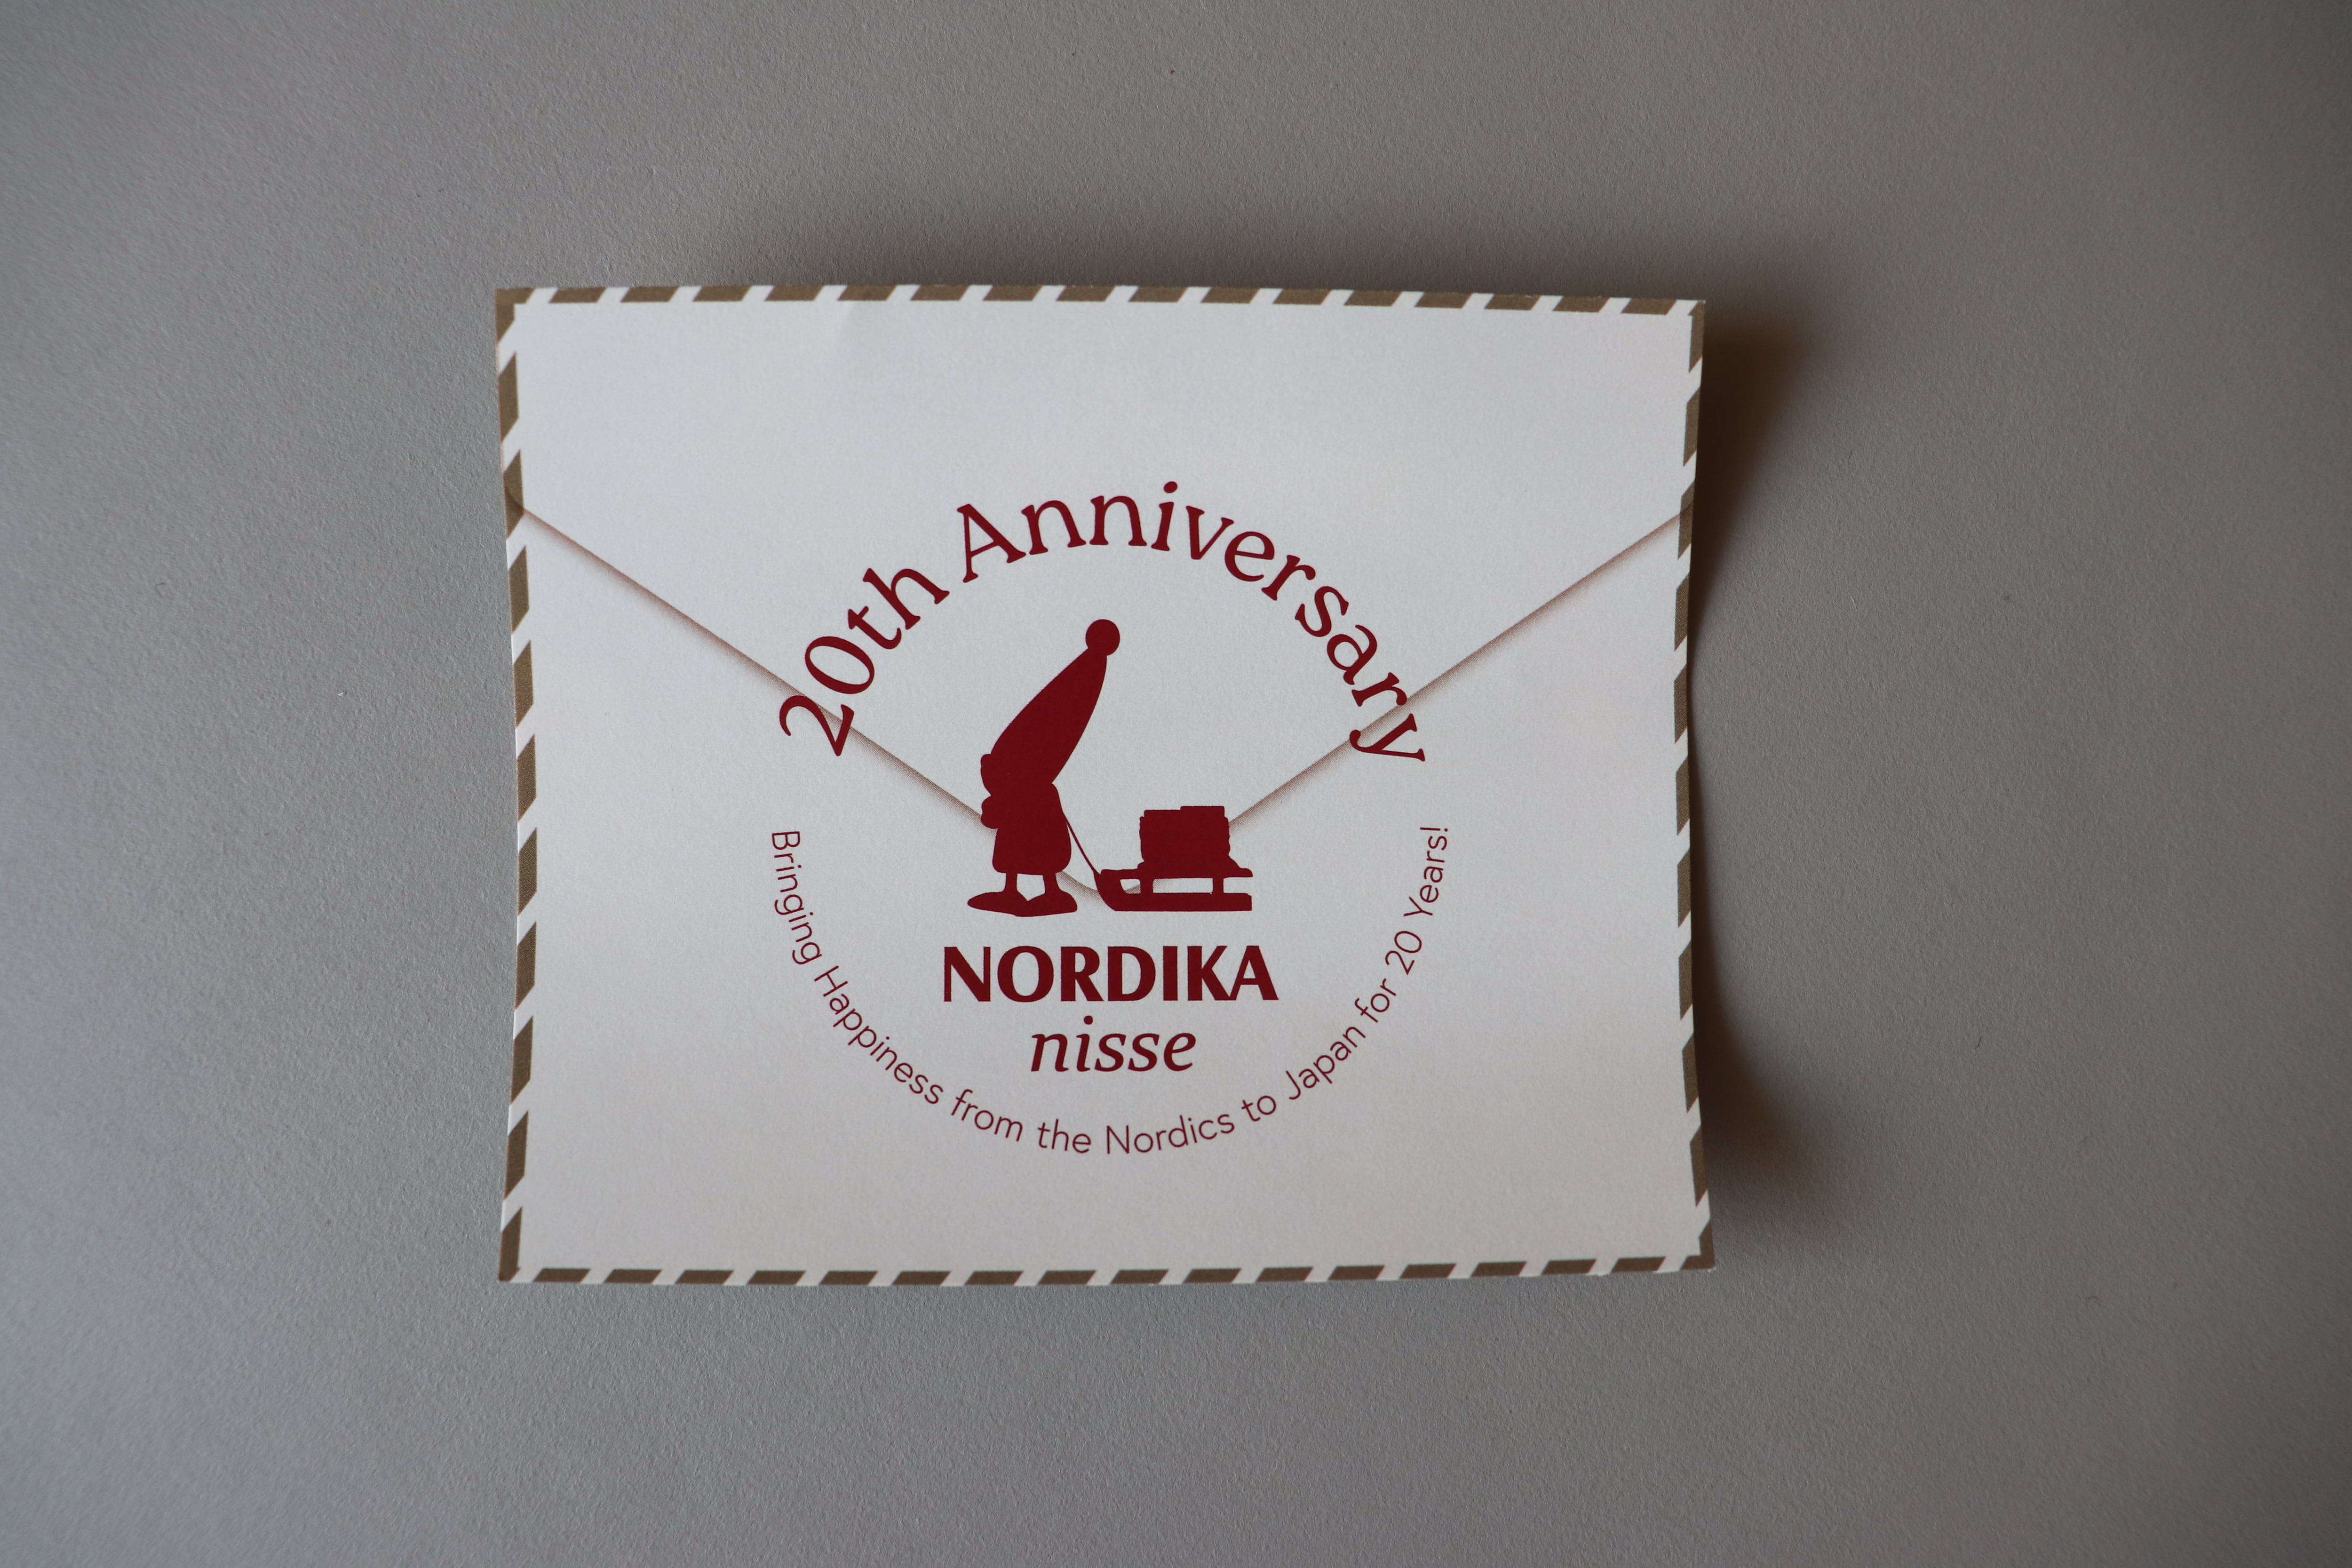 20th Anniversary
NORDIKA
nisse
Bringing Happiness from the Nordics to Japan for 20 Years!